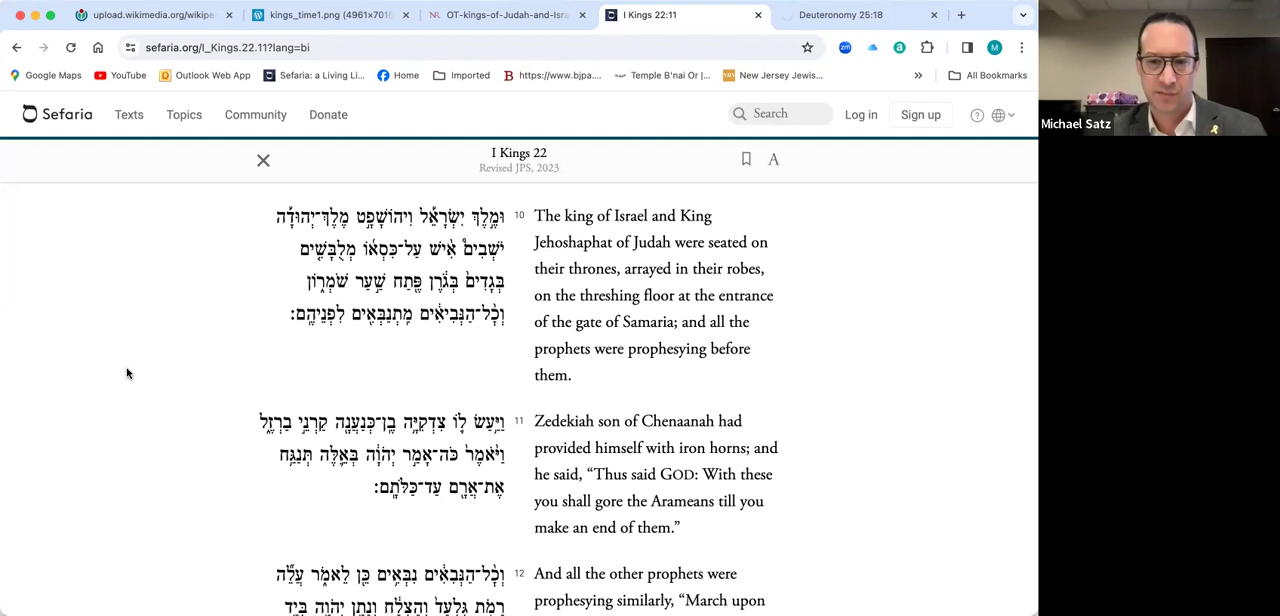 upload.wikimedia.org/wikipe
kings_time1.png (4961×701
OT-kings-of-Judah-and-Isra
I Kings 22:11
Deuteronomy 25:18
sefaria.org/I_Kings.22.11?lang=bi
Google Maps
YouTube
Outlook Web App
Sefaria: a Living Li...
Home
Imported
https://www.bjpa....
Temple B'nai Or |...
New Jersey Jewis...
All Bookmarks
Sefaria
Texts
Topics
Community
Donate
Search
Log in
Sign up
Michael Satz
I Kings 22
Revised JPS, 2023
A
וּמֶ֣לֶךְ יִשְׂרָאֵ֡ל וִיהוֹשָׁפָ֣ט מֶלֶךְ־יְהוּדָ֡ה
יֹשְׁבִים֩ אִ֨ישׁ עַל־כִּסְא֜וֹ מְלֻבָּשִׁ֤ים
בְּגָדִים֙ בְּגֹ֔רֶן פֶּ֖תַח שַׁ֣עַר שֹׁמְר֑וֹן
וְכׇ֨ל־הַנְּבִיאִ֔ים מִֽתְנַבְּאִ֖ים לִפְנֵיהֶֽם׃
10
The king of Israel and King
Jehoshaphat of Judah were seated on
their thrones, arrayed in their robes,
on the threshing floor at the entrance
of the gate of Samaria; and all the
prophets were prophesying before
them.
וַיַּ֥עַשׂ ל֛וֹ צִדְקִיָּ֥ה בֶֽן־כְּנַעֲנָ֖ה קַרְנֵ֣י בַרְזֶ֑ל
וַיֹּ֙אמֶר֙ כֹּה־אָמַ֣ר יְהֹוָ֔ה בְּאֵ֛לֶּה תְּנַגַּ֥ח
אֶת־אֲרָ֖ם עַד־כַּלֹּתָֽם׃
11
Zedekiah son of Chenaanah had
provided himself with iron horns; and
he said, “Thus said GOD: With these
you shall gore the Arameans till you
make an end of them.”
וְכׇ֨ל־הַנְּבִאִ֔ים נִבְּאִ֥ים כֵּ֖ן לֵאמֹ֑ר עֲלֵ֞ה
רָמֹ֤ת גִּלְעָד֙ וְהַצְלַ֔ח וְנָתַ֥ן יְהֹוָ֖ה בְּיַ֥ד
12
And all the other prophets were
prophesying similarly, “March upon